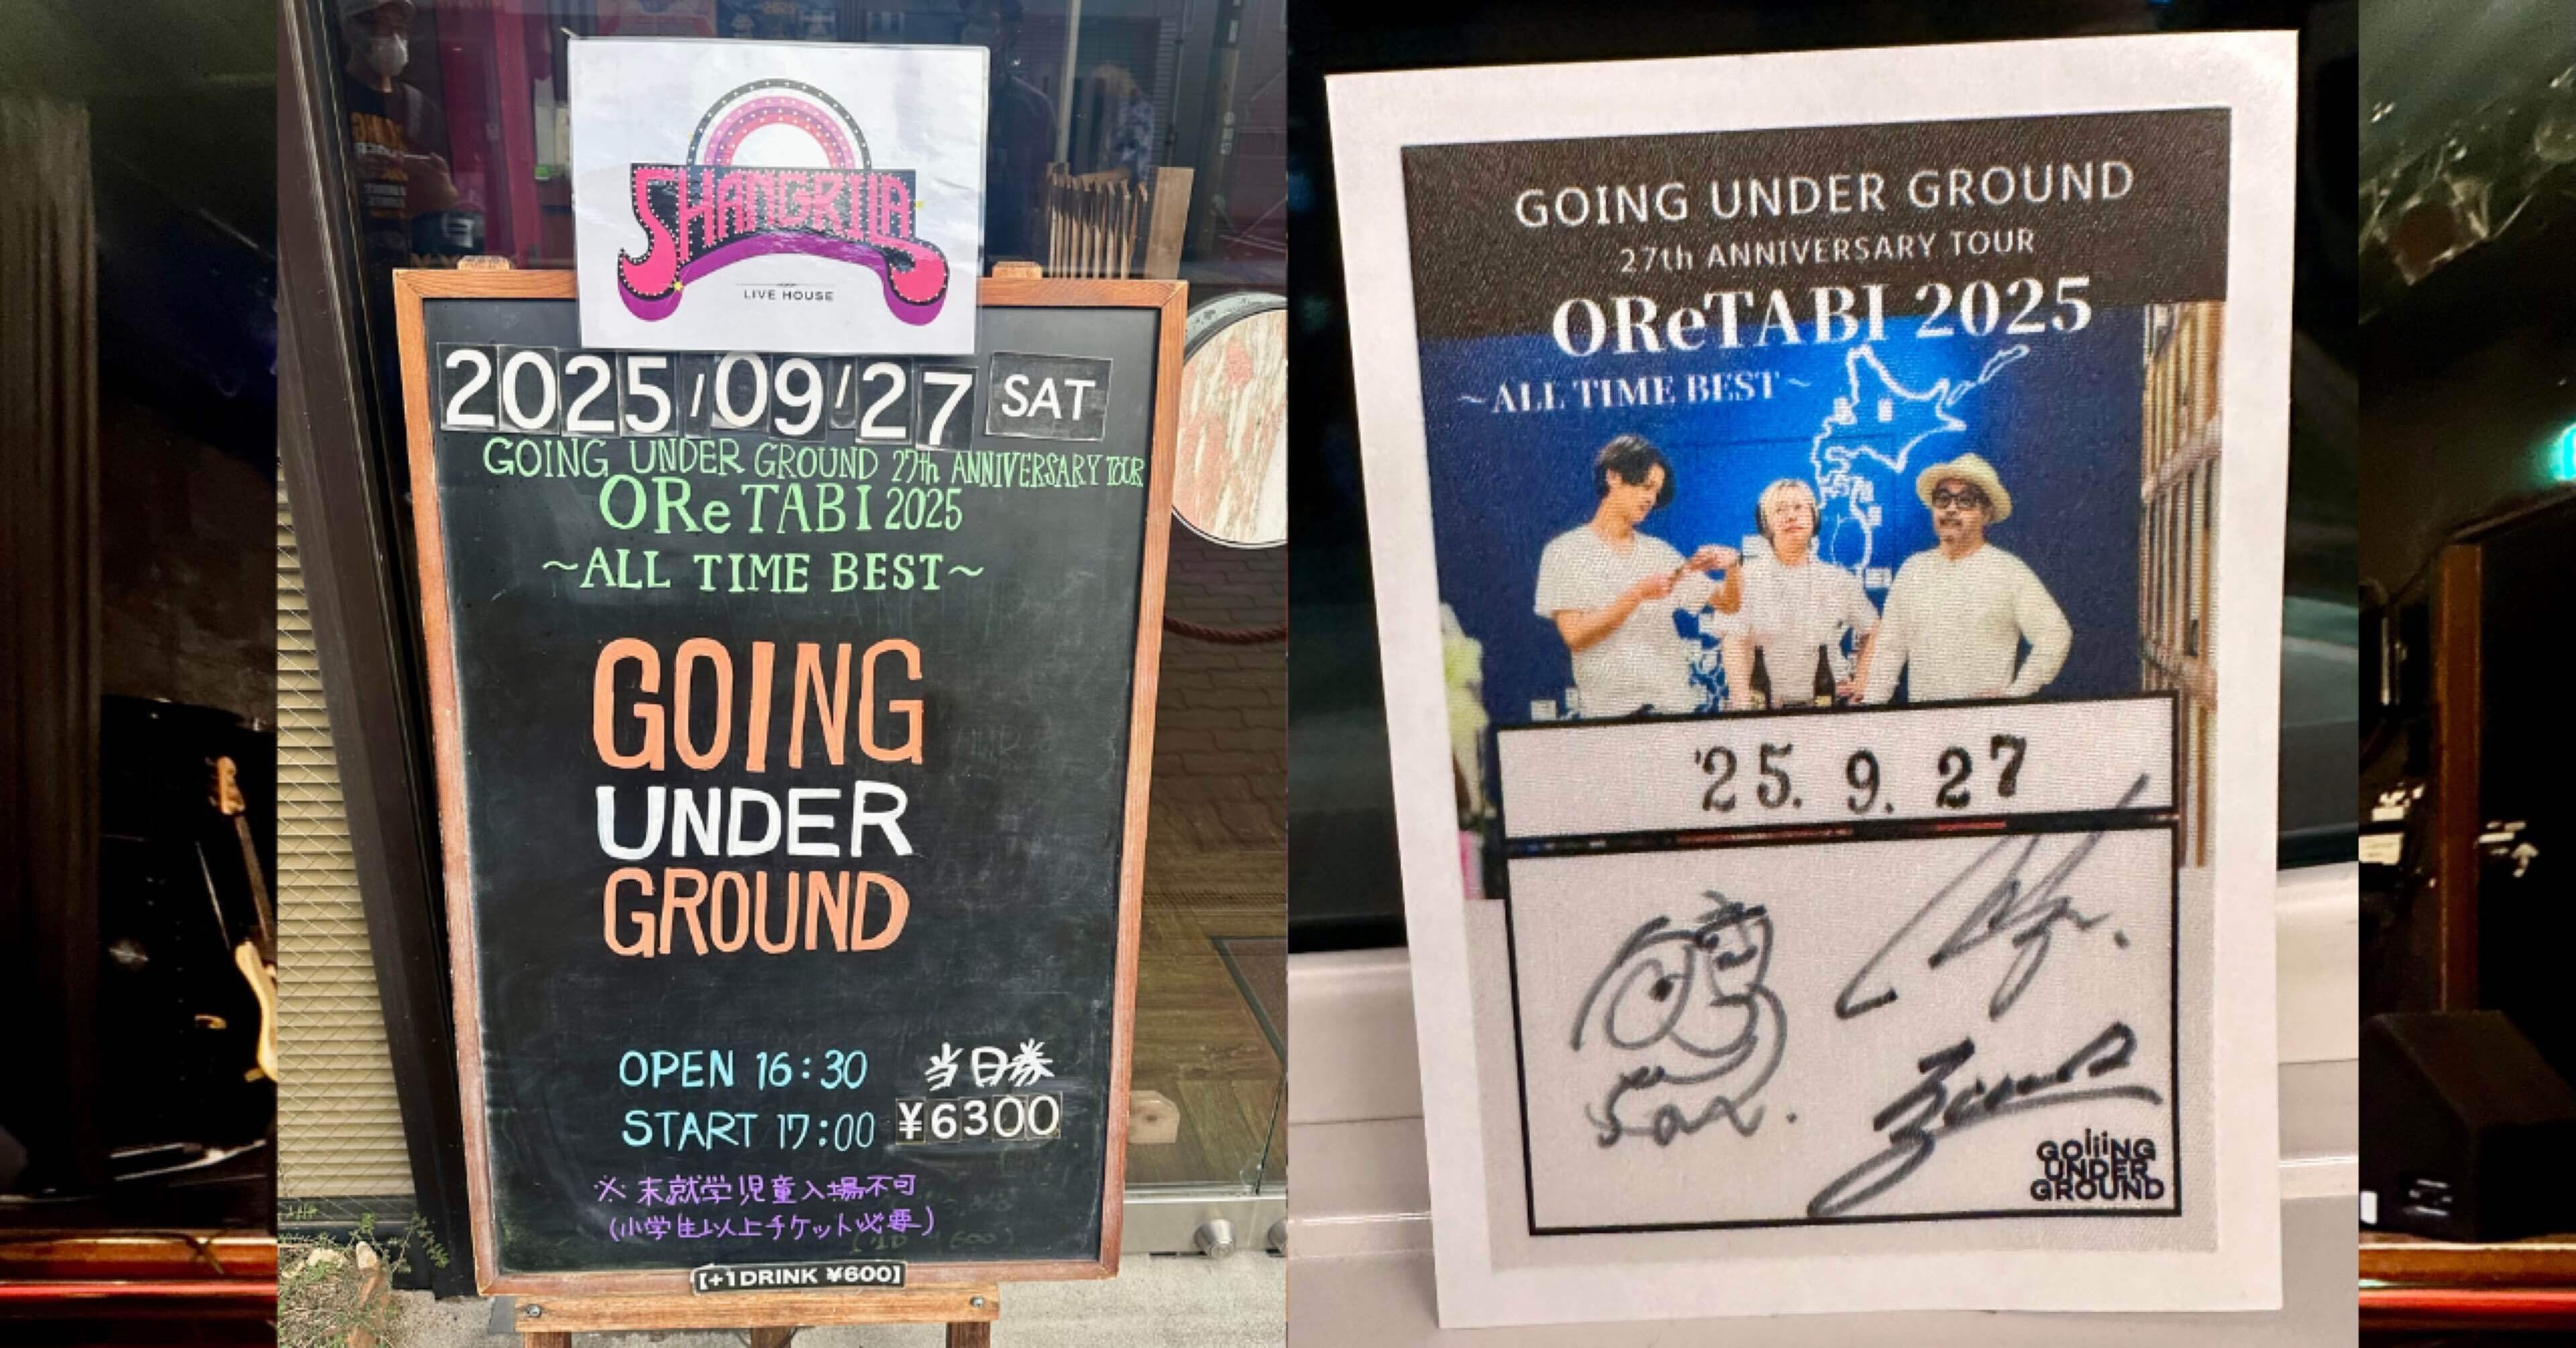 SHANGRILA
LIVE HOUSE
2025/09/27 SAT
GOING UNDER GROUND 27th ANNIVERSARY TOUR
OReTABI 2025
~ALL TIME BEST~
GOING
UNDER
GROUND
OPEN 16:30 当日券
START 17:00 ¥6300
※未就学児童入場不可
(小学生以上チケット必要)
[+1DRINK ¥600]
GOING UNDER GROUND
27th ANNIVERSARY TOUR
OReTABI 2025
~ALL TIME BEST~
'25. 9. 27
GOiiiNG
UNDER
GROUND